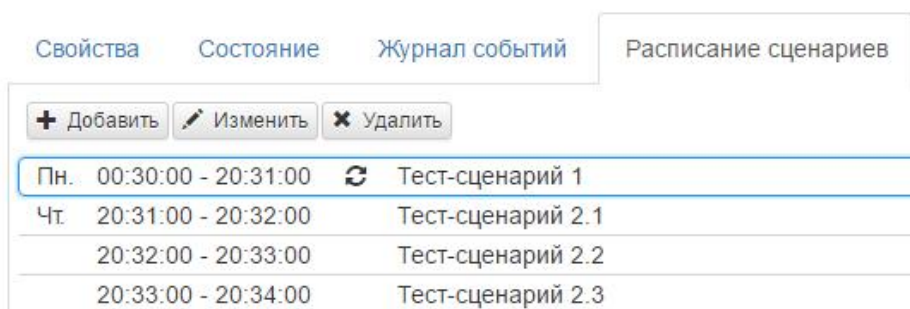 Свойства Состояние Журнал событий Расписание сценариев
Добавить Изменить Удалить
Пн. 00:30:00 - 20:31:00 Тест-сценарий 1
Чт. 20:31:00 - 20:32:00 Тест-сценарий 2.1
20:32:00 - 20:33:00 Тест-сценарий 2.2
20:33:00 - 20:34:00 Тест-сценарий 2.3